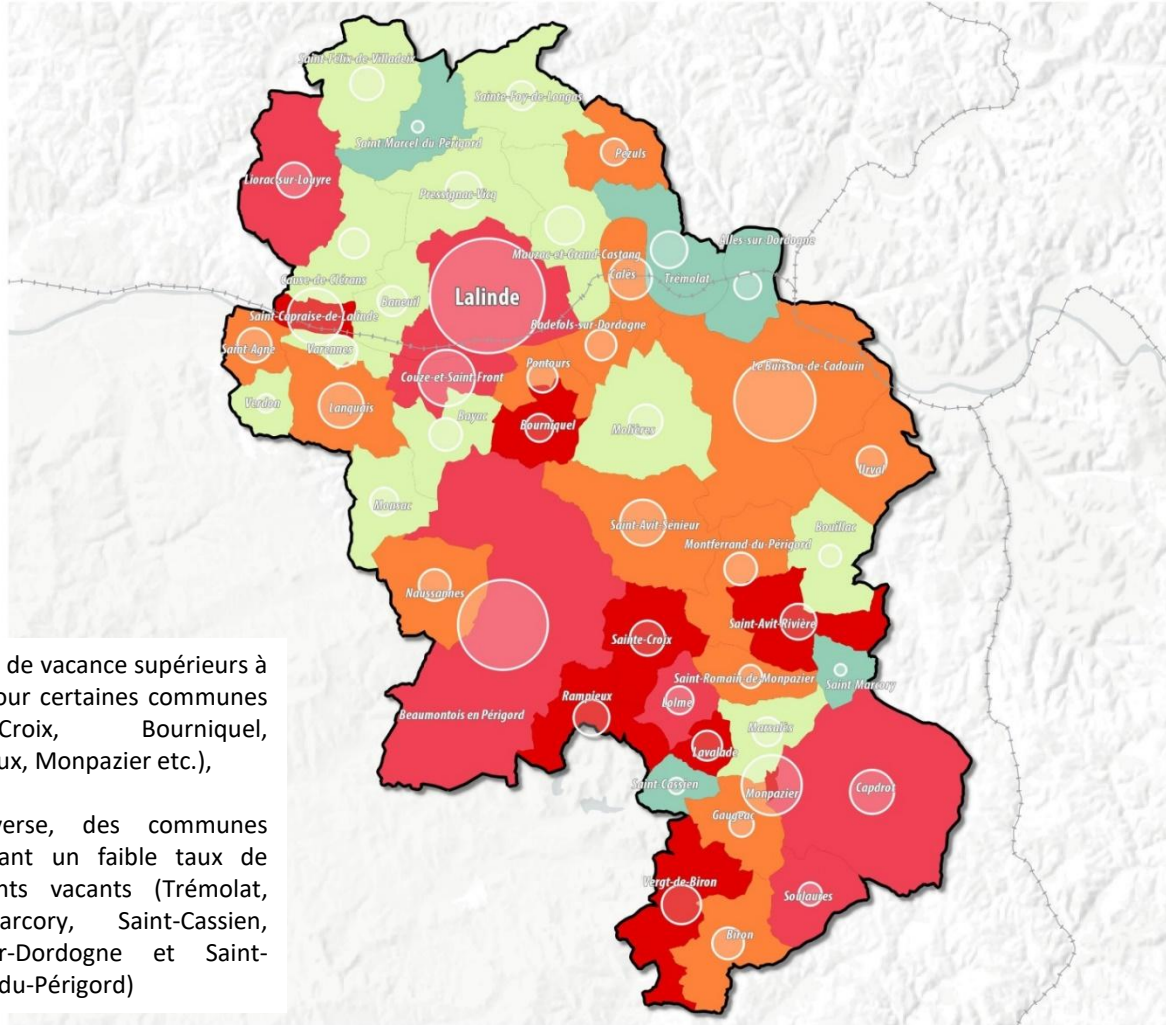 Saint-Félix-de-Villadeix
Sainte-Foy-de-Longas
Saint Marcel du Périgord
Pezuls
Liorac-sur-Louyre
Pressignac-Vicq
Mauzac-et-Grand-Castang
Alles-sur-Dordogne
Calès
Trémolat
Cause-de-Clérans
Baneuil
Lalinde
Saint-Capraise-de-Lalinde
Badefols-sur-Dordogne
Saint-Agne
Varennes
Pontours
Le Buisson-de-Cadouin
Couze-et-Saint Front
Verdon
Lanquais
Bayac
Bourniquel
Molières
Urval
Monsac
Saint-Avit-Sénieur
Bouillac
Montferrand-du-Périgord
Naussannes
Sainte-Croix
Saint-Avit-Rivière
Saint-Romain-de-Monpazier
Saint-Marcory
Beaumontois en Périgord
Rampieux
Lolme
Marsalès
Lavalade
Saint-Cassien
Monpazier
Capdrot
Gaugeac
Vergt-de-Biron
Soulaures
Biron
de vacance supérieurs à
our certaines communes
Croix, Bourniquel,
ux, Monpazier etc.),
verse, des communes
ant un faible taux de
nts vacants (Trémolat,
arcory, Saint-Cassien,
r-Dordogne et Saint-
du-Périgord)